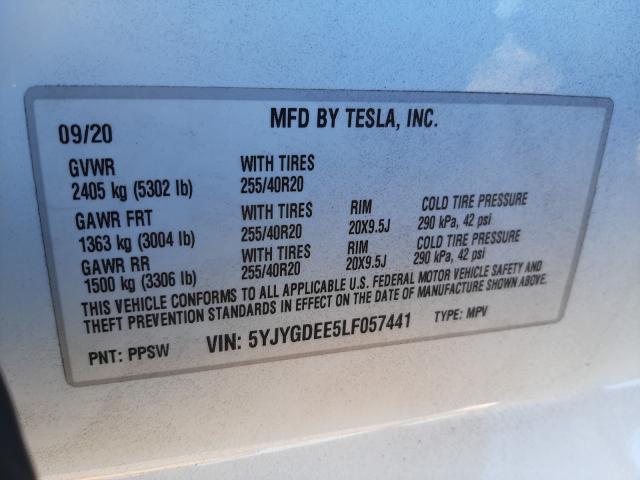 MFD BY TESLA, INC.
09/20
GVWR WITH TIRES
2405 kg (5302 lb) 255/40R20
GAWR FRT WITH TIRES RIM COLD TIRE PRESSURE
1363 kg (3004 lb) 255/40R20 20X9.5J 290 kPa, 42 psi
GAWR RR WITH TIRES RIM COLD TIRE PRESSURE
1500 kg (3306 lb) 255/40R20 20X9.5J 290 kPa, 42 psi
THIS VEHICLE CONFORMS TO ALL APPLICABLE U.S. FEDERAL MOTOR VEHICLE SAFETY AND
THEFT PREVENTION STANDARDS IN EFFECT ON THE DATE OF MANUFACTURE SHOWN ABOVE.
PNT: PPSW VIN: 5YJYGDEE5LF057441 TYPE: MPV